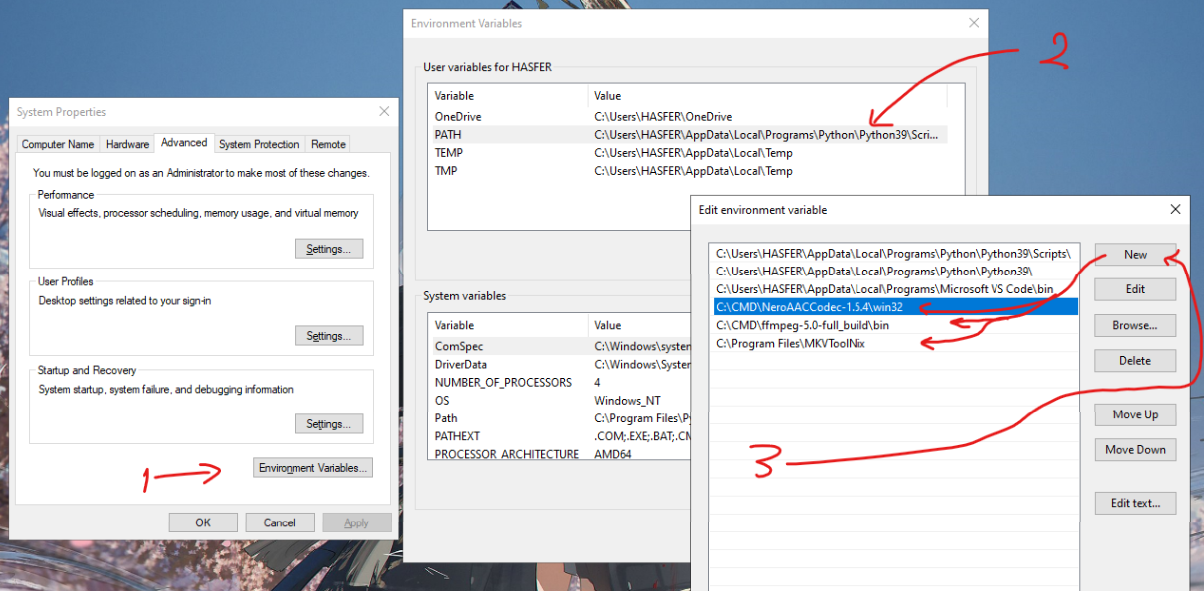 System Properties
Computer Name Hardware Advanced System Protection Remote
You must be logged on as an Administrator to make most of these changes.
Performance
Visual effects, processor scheduling, memory usage, and virtual memory
Settings...
User Profiles
Desktop settings related to your sign-in
Settings...
Startup and Recovery
System startup, system failure, and debugging information
Settings...
1
Environment Variables...
OK Cancel Apply
Environment Variables
2
User variables for HASFER
Variable Value
OneDrive C:\Users\HASFER\OneDrive
PATH C:\Users\HASFER\AppData\Local\Programs\Python\Python39\Scri...
TEMP C:\Users\HASFER\AppData\Local\Temp
TMP C:\Users\HASFER\AppData\Local\Temp
System variables
Variable Value
ComSpec C:\Windows\system
DriverData C:\Windows\System
NUMBER_OF_PROCESSORS 4
OS Windows_NT
Path C:\Program Files\Py
PATHEXT .COM;.EXE;.BAT;.CM
PROCESSOR_ARCHITECTURE AMD64
Edit environment variable
C:\Users\HASFER\AppData\Local\Programs\Python\Python39\Scripts\
C:\Users\HASFER\AppData\Local\Programs\Python\Python39\
C:\Users\HASFER\AppData\Local\Programs\Microsoft VS Code\bin
C:\CMD\NeroAACCodec-1.5.4\win32
C:\CMD\ffmpeg-5.0-full_build\bin
C:\Program Files\MKVToolNix
New
Edit
Browse...
Delete
Move Up
Move Down
Edit text...
3